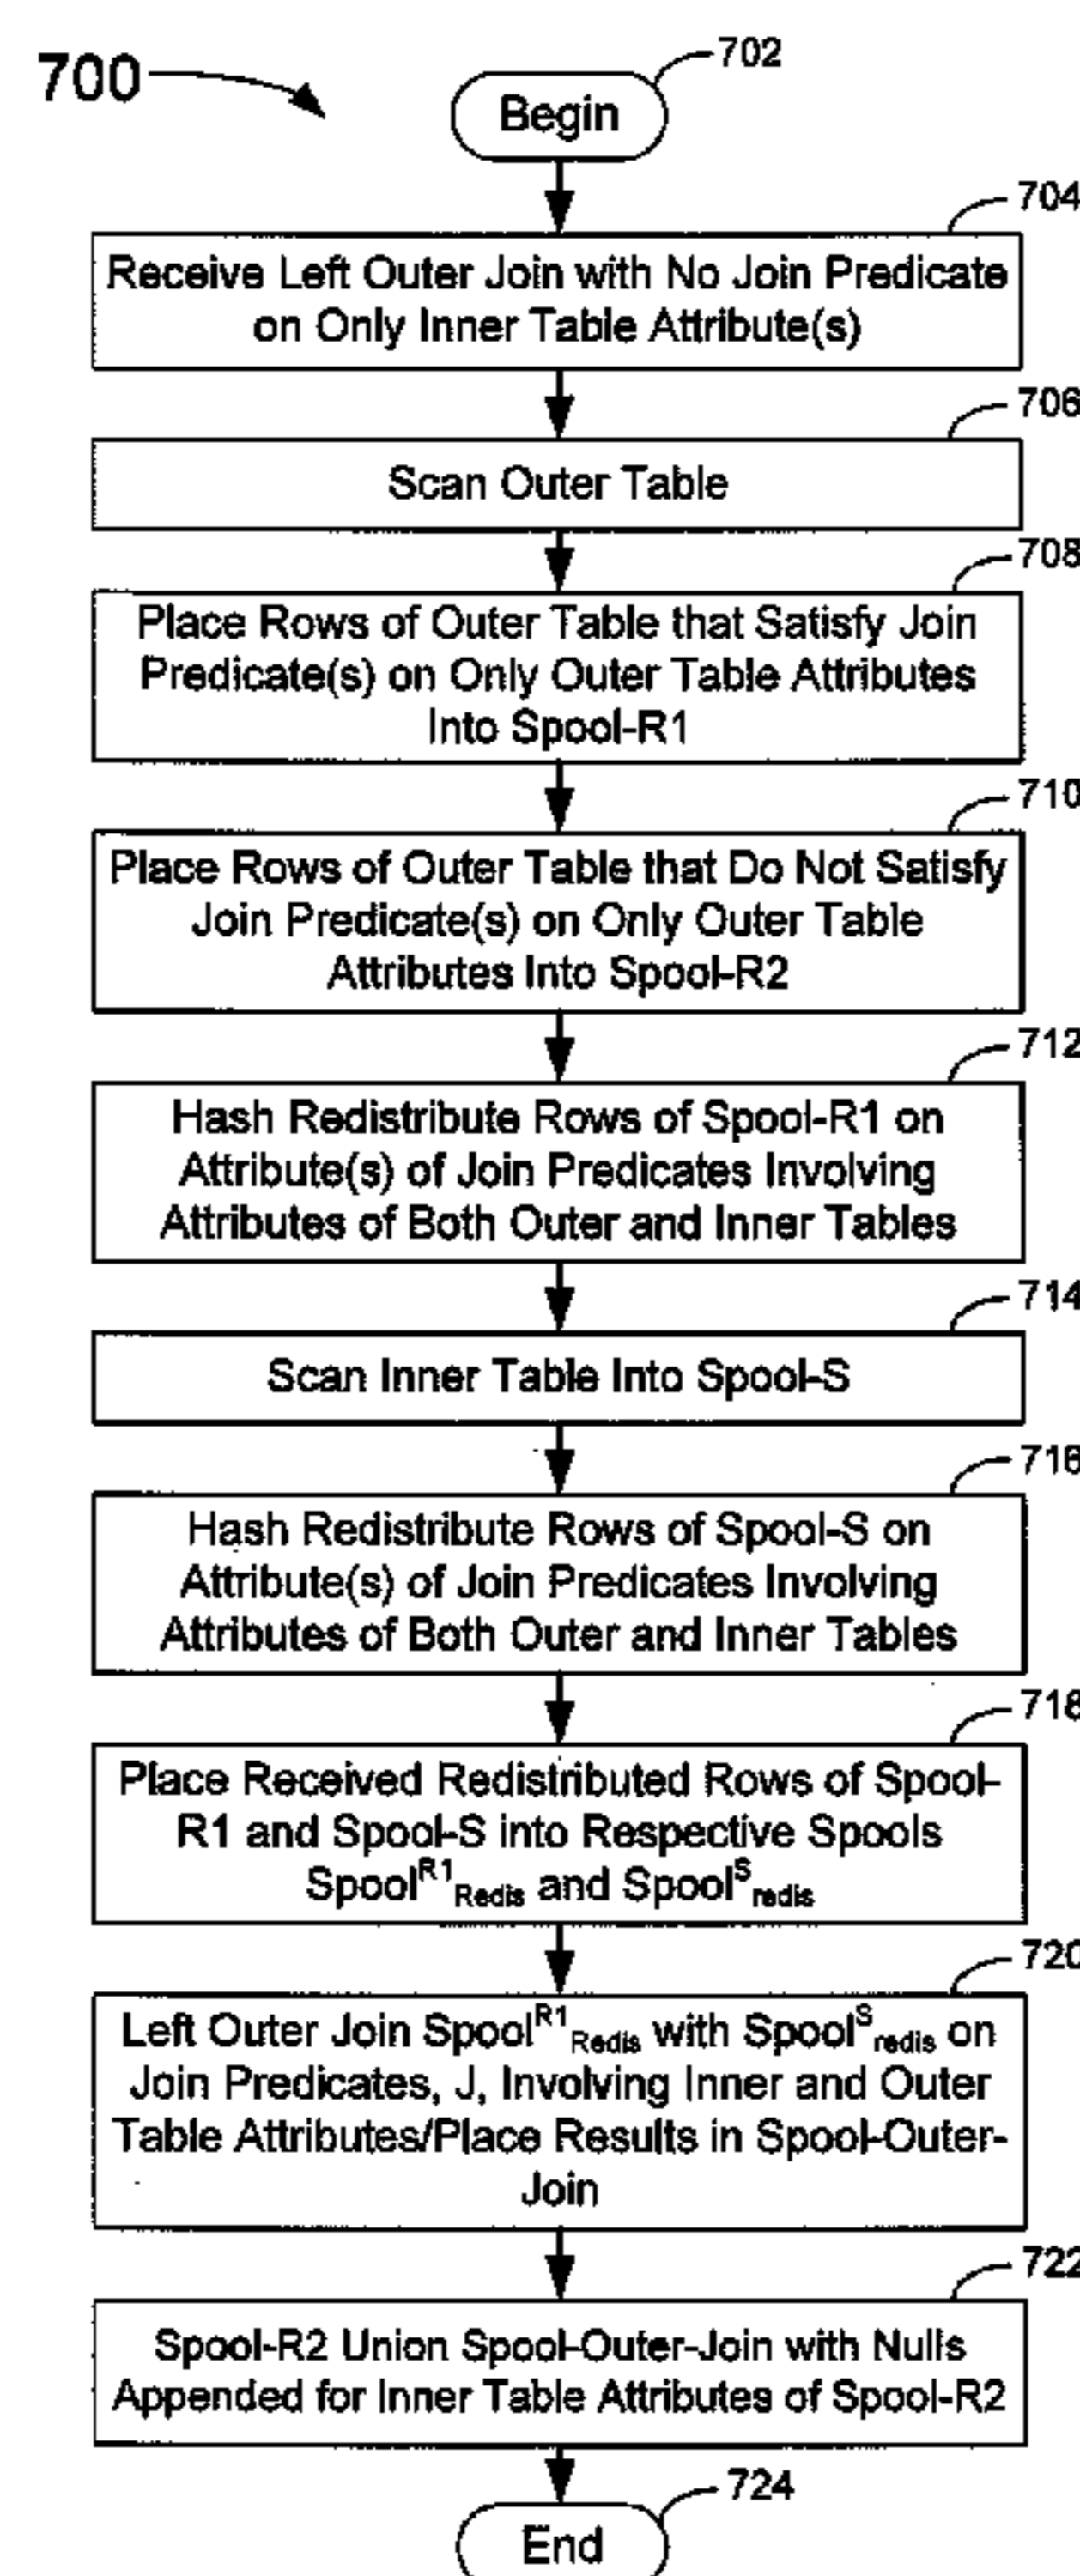 700
702
Begin
704
Receive Left Outer Join with No Join Predicate
on Only Inner Table Attribute(s)
706
Scan Outer Table
708
Place Rows of Outer Table that Satisfy Join
Predicate(s) on Only Outer Table Attributes
Into Spool-R1
710
Place Rows of Outer Table that Do Not Satisfy
Join Predicate(s) on Only Outer Table
Attributes Into Spool-R2
712
Hash Redistribute Rows of Spool-R1 on
Attribute(s) of Join Predicates Involving
Attributes of Both Outer and Inner Tables
714
Scan Inner Table Into Spool-S
716
Hash Redistribute Rows of Spool-S on
Attribute(s) of Join Predicates Involving
Attributes of Both Outer and Inner Tables
718
Place Received Redistributed Rows of Spool-
R1 and Spool-S into Respective Spools
Spool^R1_Redis and Spool^S_redis
720
Left Outer Join Spool^R1_Redis with Spool^S_redis on
Join Predicates, J, Involving Inner and Outer
Table Attributes/Place Results in Spool-Outer-
Join
722
Spool-R2 Union Spool-Outer-Join with Nulls
Appended for Inner Table Attributes of Spool-R2
724
End